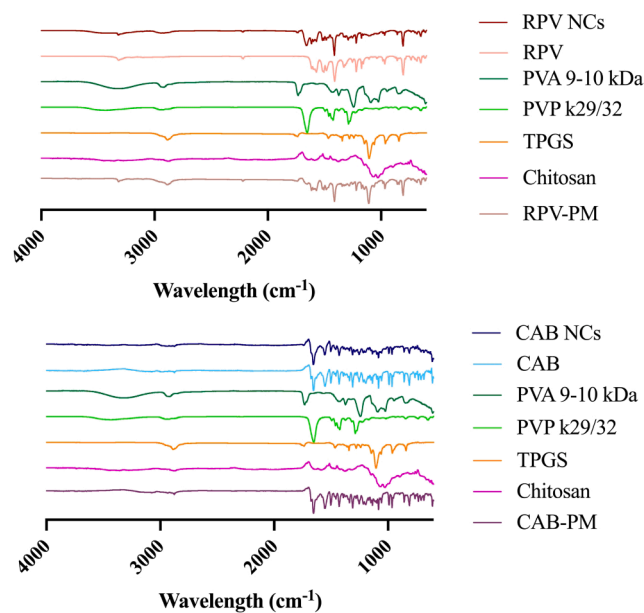 RPV NCs
RPV
PVA 9-10 kDa
PVP k29/32
TPGS
Chitosan
RPV-PM
4000
3000
2000
1000
Wavelength (cm-1)
CAB NCs
CAB
PVA 9-10 kDa
PVP k29/32
TPGS
Chitosan
CAB-PM
4000
3000
2000
1000
Wavelength (cm-1)